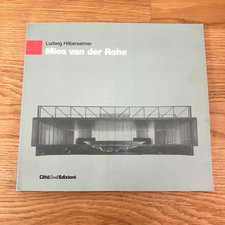 Ludwig Hilberseimer
Mies van der Rohe
CittàStudiEdizioni